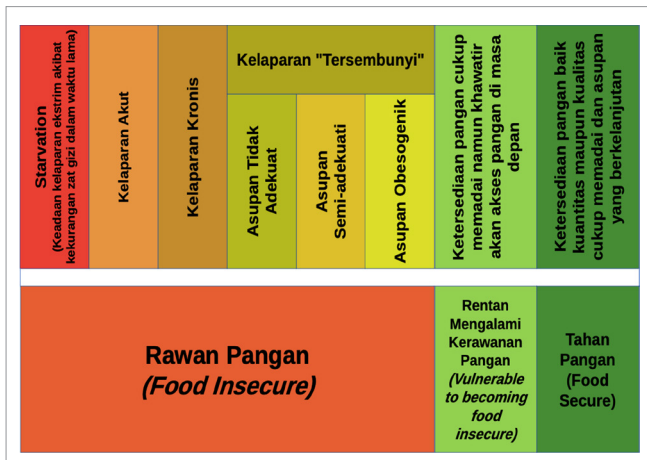 Starvation
(Keadaan kelaparan ekstrim akibat
kekurangan zat gizi dalam waktu lama)
Kelaparan Akut
Kelaparan Kronis
Kelaparan "Tersembunyi"
Asupan Tidak
Adekuat
Asupan
Semi-adekuati
Asupan Obesogenik
Ketersediaan pangan cukup
memadai namun khawatir
akan akses pangan di masa
depan
Ketersediaan pangan baik
kuantitas maupun kualitas
cukup memadai dan asupan
yang berkelanjutan
Rawan Pangan
(Food Insecure)
Rentan
Mengalami
Kerawanan
Pangan
(Vulnerable
to becoming
food
insecure)
Tahan
Pangan
(Food
Secure)